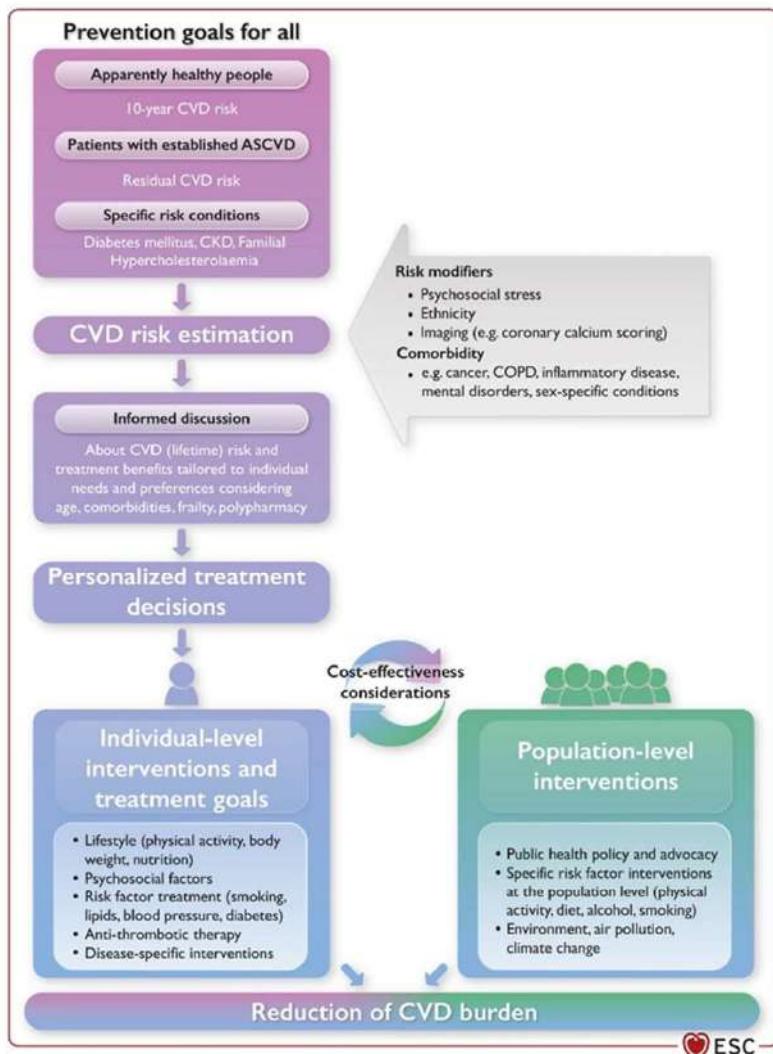 Prevention goals for all
Apparently healthy people
10-year CVD risk
Patients with established ASCVD
Residual CVD risk
Specific risk conditions
Diabetes mellitus, CKD, Familial
Hypercholesterolaemia
CVD risk estimation
Risk modifiers
• Psychosocial stress
• Ethnicity
• Imaging (e.g. coronary calcium scoring)
Comorbidity
• e.g. cancer, COPD, inflammatory disease,
mental disorders, sex-specific conditions
Informed discussion
About CVD (lifetime) risk and
treatment benefits tailored to individual
needs and preferences considering
age, comorbidities, frailty, polypharmacy
Personalized treatment
decisions
Cost-effectiveness
considerations
Individual-level
interventions and
treatment goals
• Lifestyle (physical activity, body
weight, nutrition)
• Psychosocial factors
• Risk factor treatment (smoking,
lipids, blood pressure, diabetes)
• Anti-thrombotic therapy
• Disease-specific interventions
Population-level
interventions
• Public health policy and advocacy
• Specific risk factor interventions
at the population level (physical
activity, diet, alcohol, smoking)
• Environment, air pollution,
climate change
Reduction of CVD burden
ESC